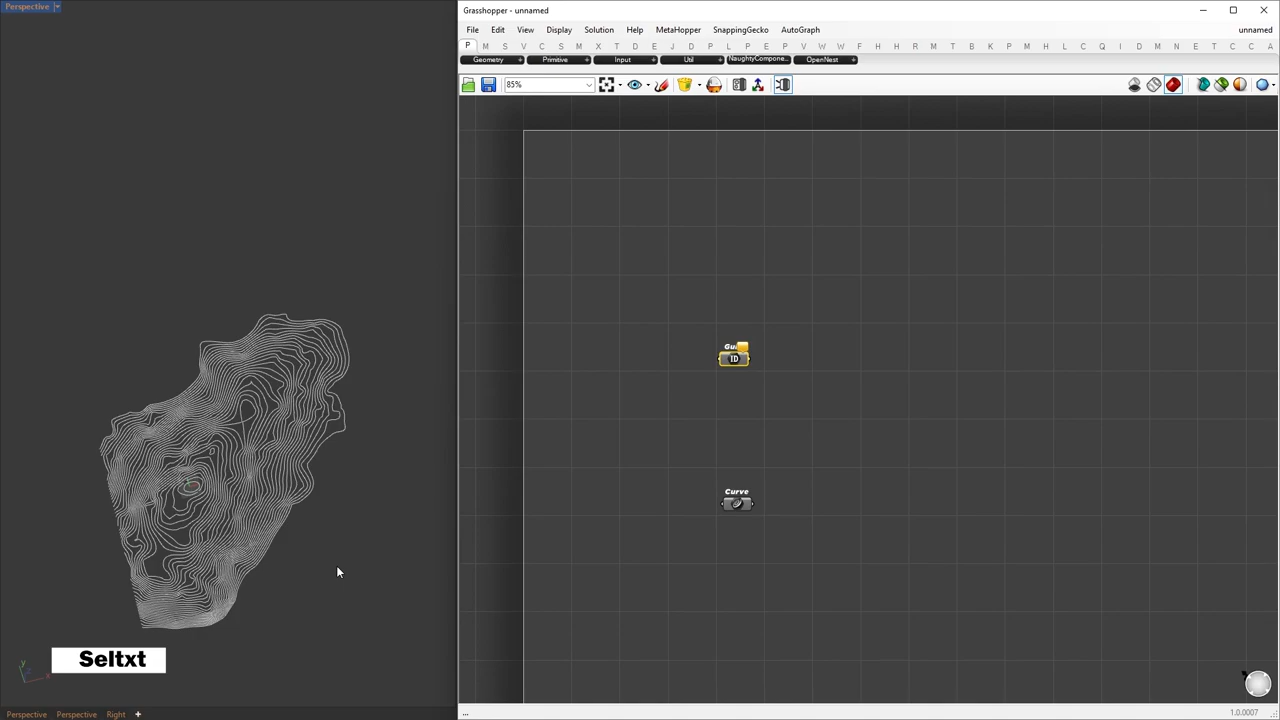 Perspective
Grasshopper - unnamed
File Edit View Display Solution Help MetaHopper SnappingGecko AutoGraph unnamed
P M S V C S M X T D E J D P L V P D P V W W P F H H D P L H C H P M S P F G B E T L C C A
Geometry + Primitive + Input + Util + NaughtyCompone.. OpenNest +
85%
ID
Curve
Seltxt
y
x
Perspective Perspective Right +
... 1.0.0007